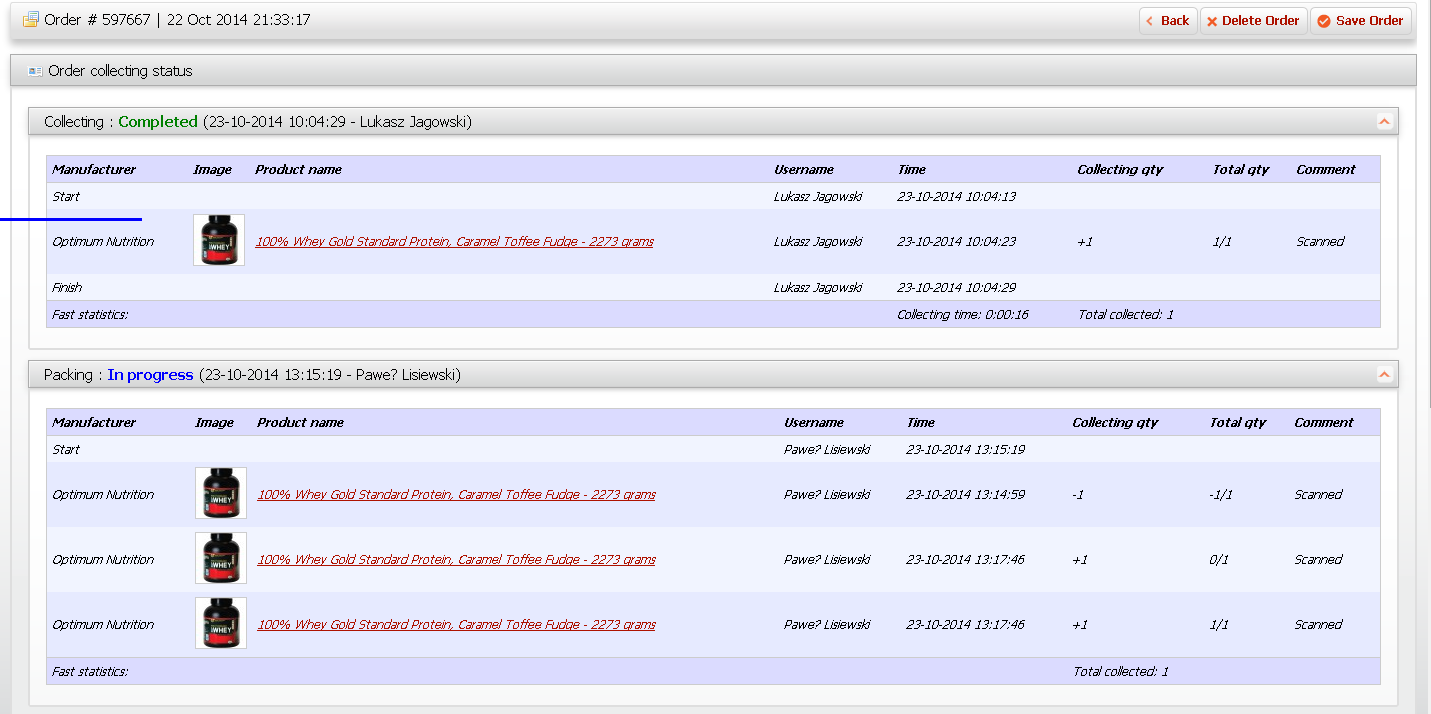 Order # 597667 | 22 Oct 2014 21:33:17 Back Delete Order Save Order
Order collecting status
Collecting : Completed (23-10-2014 10:04:29 - Lukasz Jagowski)
Manufacturer Image Product name Username Time Collecting qty Total qty Comment
Start Lukasz Jagowski 23-10-2014 10:04:13
Optimum Nutrition WHEY 100% Whey Gold Standard Protein, Caramel Toffee Fudge - 2273 grams Lukasz Jagowski 23-10-2014 10:04:23 +1 1/1 Scanned
Finish Lukasz Jagowski 23-10-2014 10:04:29
Fast statistics: Collecting time: 0:00:16 Total collected: 1
Packing : In progress (23-10-2014 13:15:19 - Pawe? Lisiewski)
Manufacturer Image Product name Username Time Collecting qty Total qty Comment
Start Pawe? Lisiewski 23-10-2014 13:15:19
Optimum Nutrition WHEY 100% Whey Gold Standard Protein, Caramel Toffee Fudge - 2273 grams Pawe? Lisiewski 23-10-2014 13:14:59 -1 -1/1 Scanned
Optimum Nutrition WHEY 100% Whey Gold Standard Protein, Caramel Toffee Fudge - 2273 grams Pawe? Lisiewski 23-10-2014 13:17:46 +1 0/1 Scanned
Optimum Nutrition WHEY 100% Whey Gold Standard Protein, Caramel Toffee Fudge - 2273 grams Pawe? Lisiewski 23-10-2014 13:17:46 +1 1/1 Scanned
Fast statistics: Total collected: 1